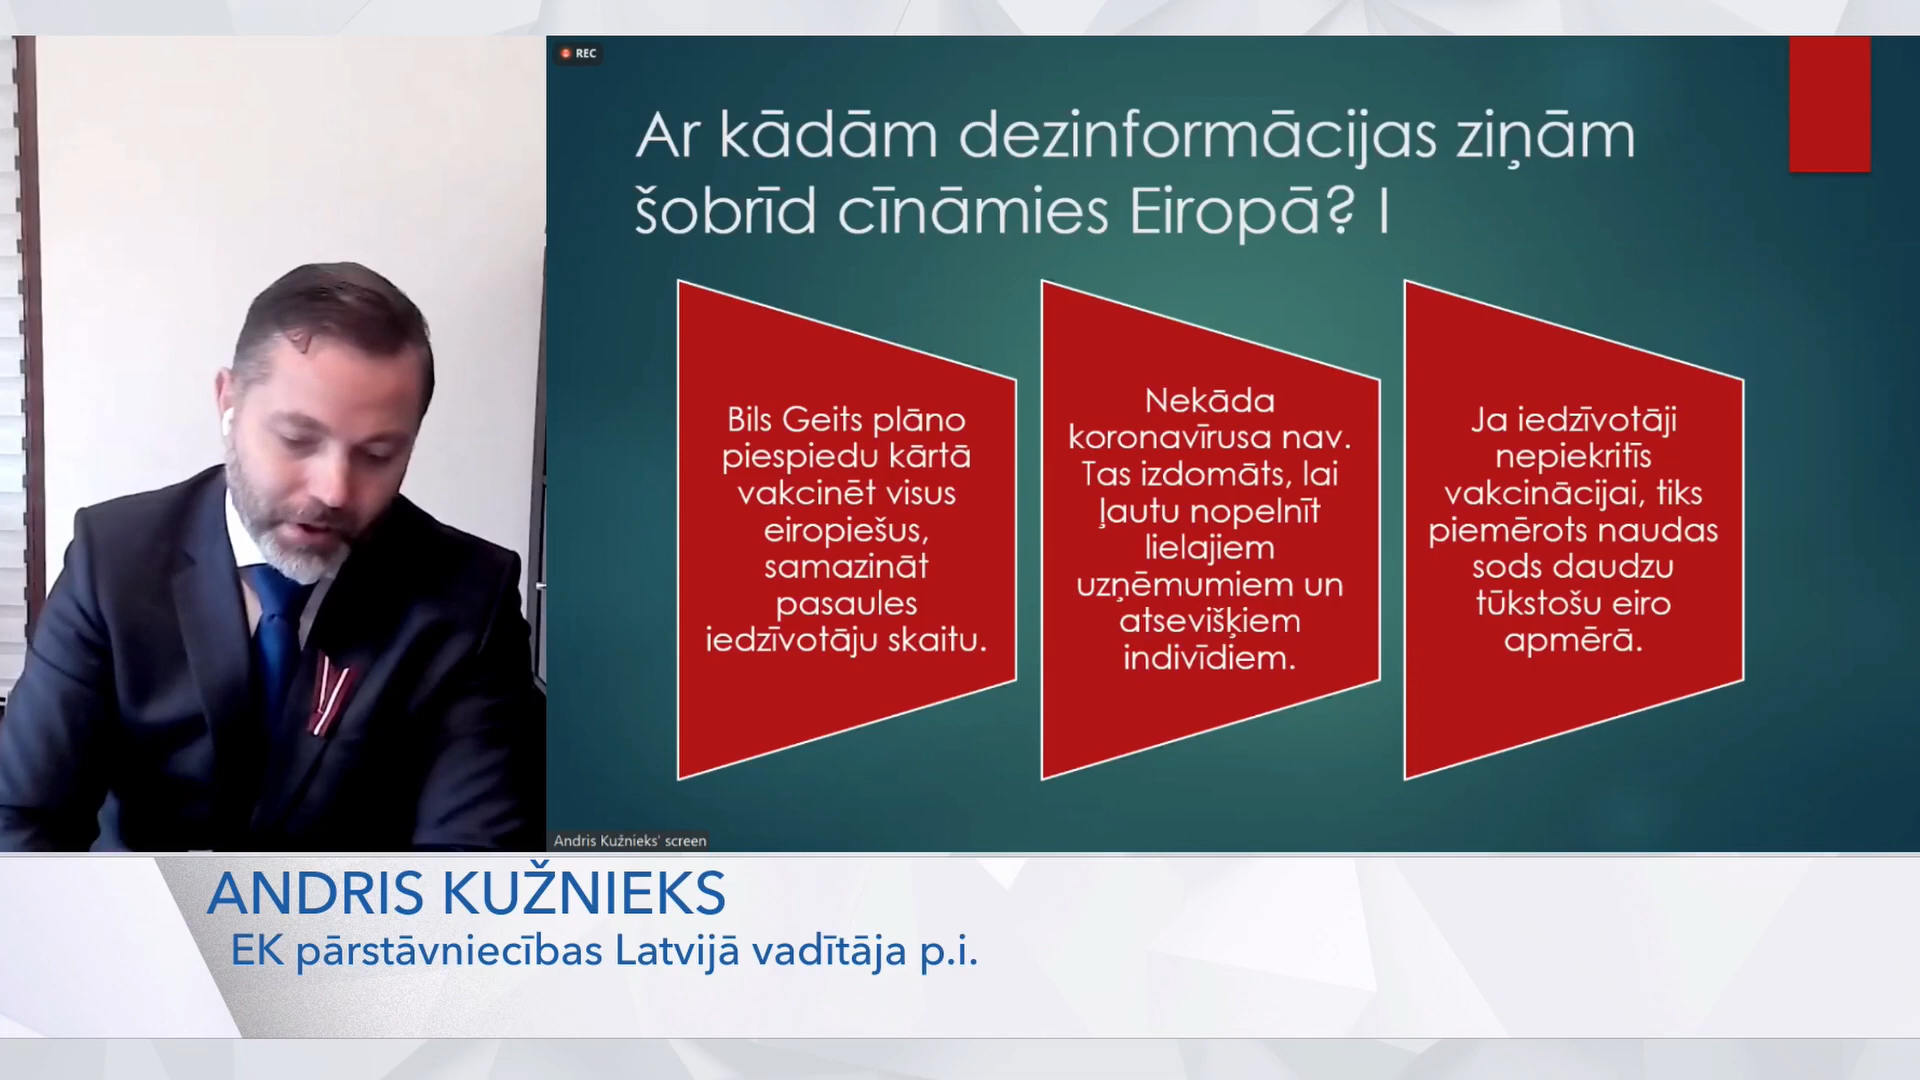 REC
Ar kādām dezinformācijas ziņām
šobrīd cīnāmies Eiropā? I
Bils Geits plāno
piespiedu kārtā
vakcinēt visus
eiropiešus,
samazināt
pasaules
iedzīvotāju skaitu.
Nekāda
koronavīrusa nav.
Tas izdomāts, lai
ļautu nopelnīt
lielajiem
uzņēmumiem un
atsevišķiem
indivīdiem.
Ja iedzīvotāji
nepiekritīs
vakcinācijai, tiks
piemērots naudas
sods daudzu
tūkstošu eiro
apmērā.
Andris Kužnieks' screen
ANDRIS KUŽNIEKS
EK pārstāvniecības Latvijā vadītāja p.i.